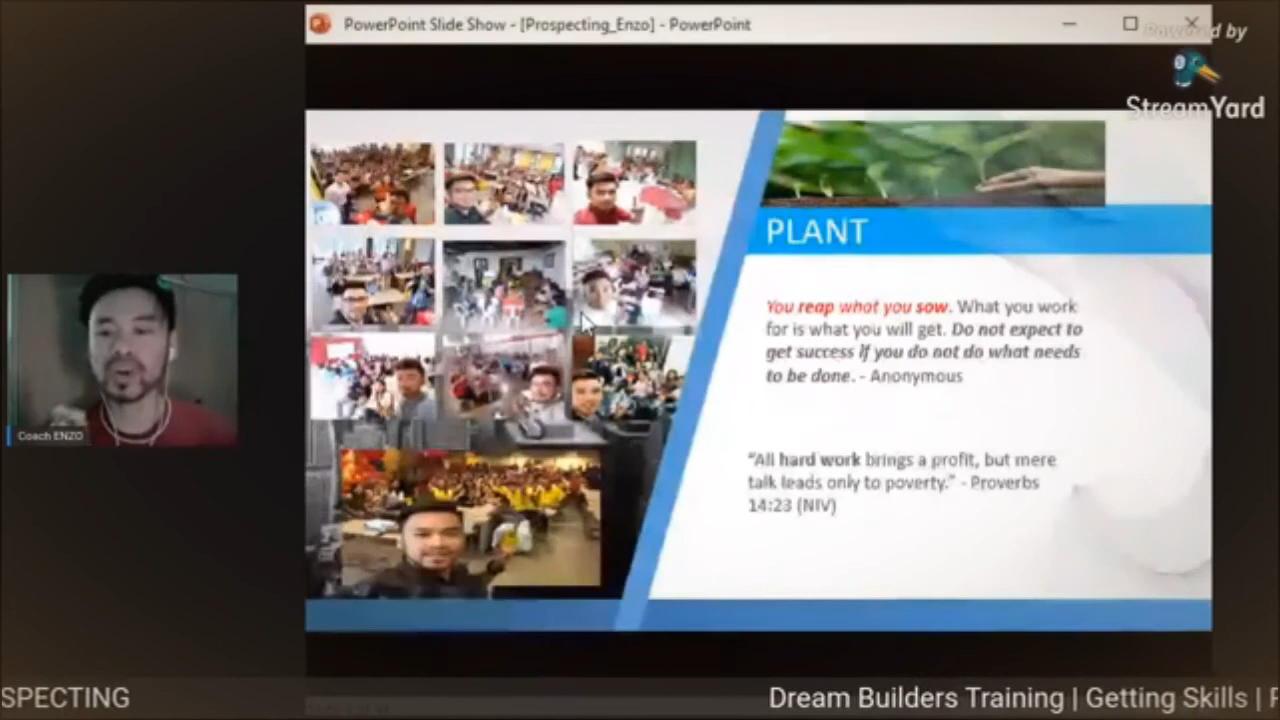 PowerPoint Slide Show - [Prospecting_Enzo] - PowerPoint
Powered by
StreamYard
PLANT
You reap what you sow. What you work
for is what you will get. Do not expect to
get success if you do not do what needs
to be done. - Anonymous
"All hard work brings a profit, but mere
talk leads only to poverty." - Proverbs
14:23 (NIV)
Coach ENZO
SPECTING
Dream Builders Training | Getting Skills |